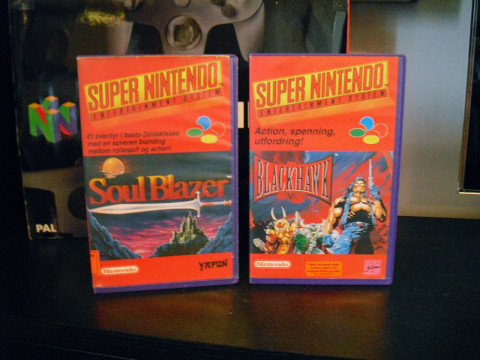 SUPER NINTENDO
ENTERTAINMENT SYSTEM
Et eventyr i beste Zeldaklasse
med en suveren blanding
mellom rollespill og action!
Soul Blazer
Nintendo
YAPON
SUPER NINTENDO
ENTERTAINMENT SYSTEM
Action, spenning,
utfordring!
BLACKHAWK
Nintendo
N
PAL